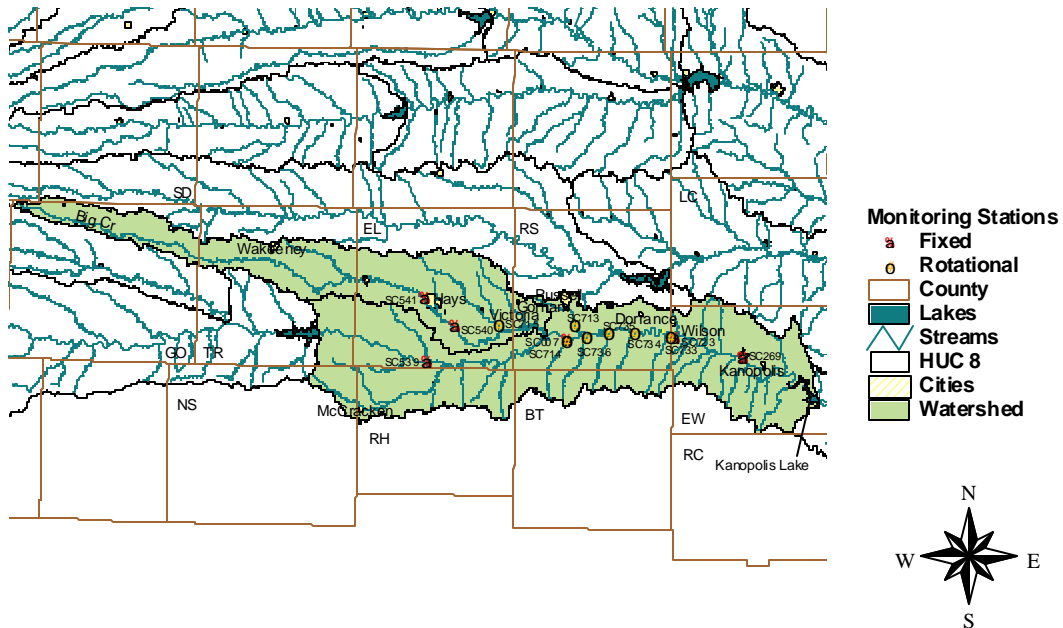 SD
LC
Big Cr
EL
RS
Wakeeney
Russel
SC541
Hays
Gorham
Victoria
SC713
Dorrance
SC540
Wilson
SC734
SC733
SC714
SC736
SC539
SC269
GO
TR
Kanopolis
NS
McCracken
BT
EW
RH
RC
Kanopolis Lake
Monitoring Stations
Fixed
Rotational
County
Lakes
Streams
HUC 8
Cities
Watershed
N
W
E
S